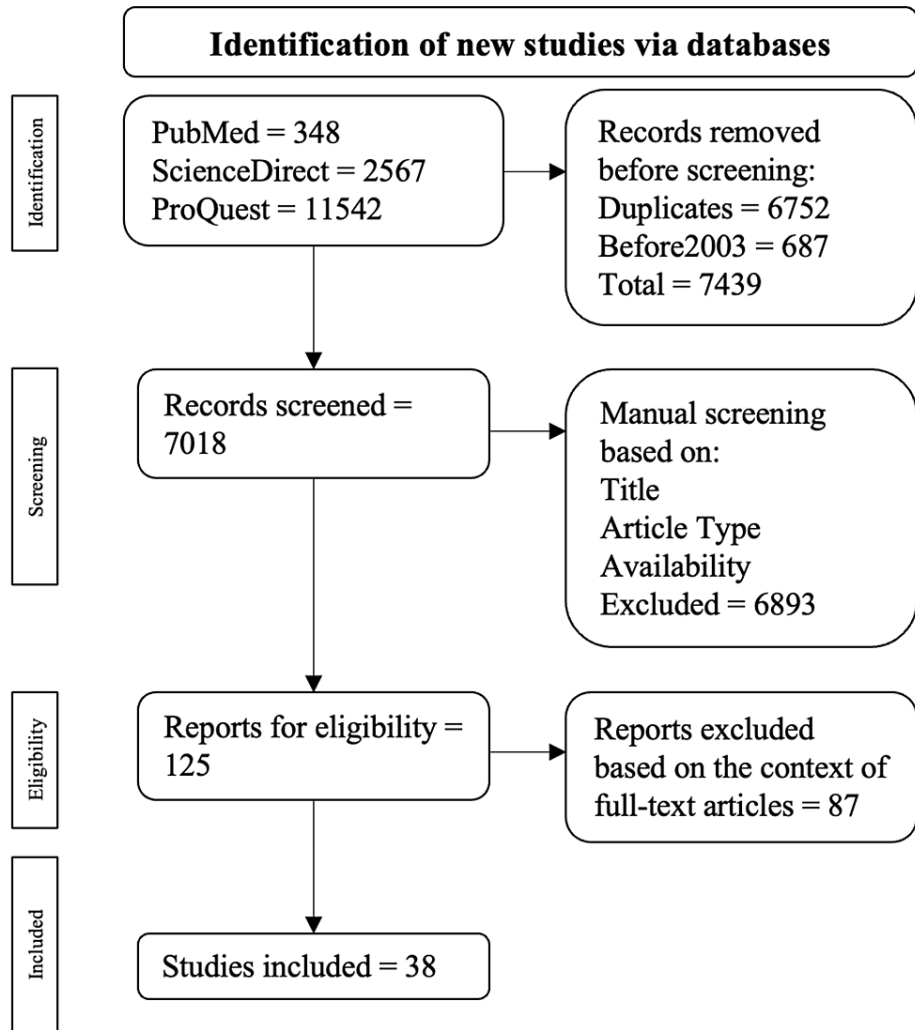 Identification of new studies via databases
Identification
PubMed = 348
ScienceDirect = 2567
ProQuest = 11542
Records removed
before screening:
Duplicates = 6752
Before2003 = 687
Total = 7439
Screening
Records screened =
7018
Manual screening
based on:
Title
Article Type
Availability
Excluded = 6893
Eligibility
Reports for eligibility =
125
Reports excluded
based on the context of
full-text articles = 87
Included
Studies included = 38